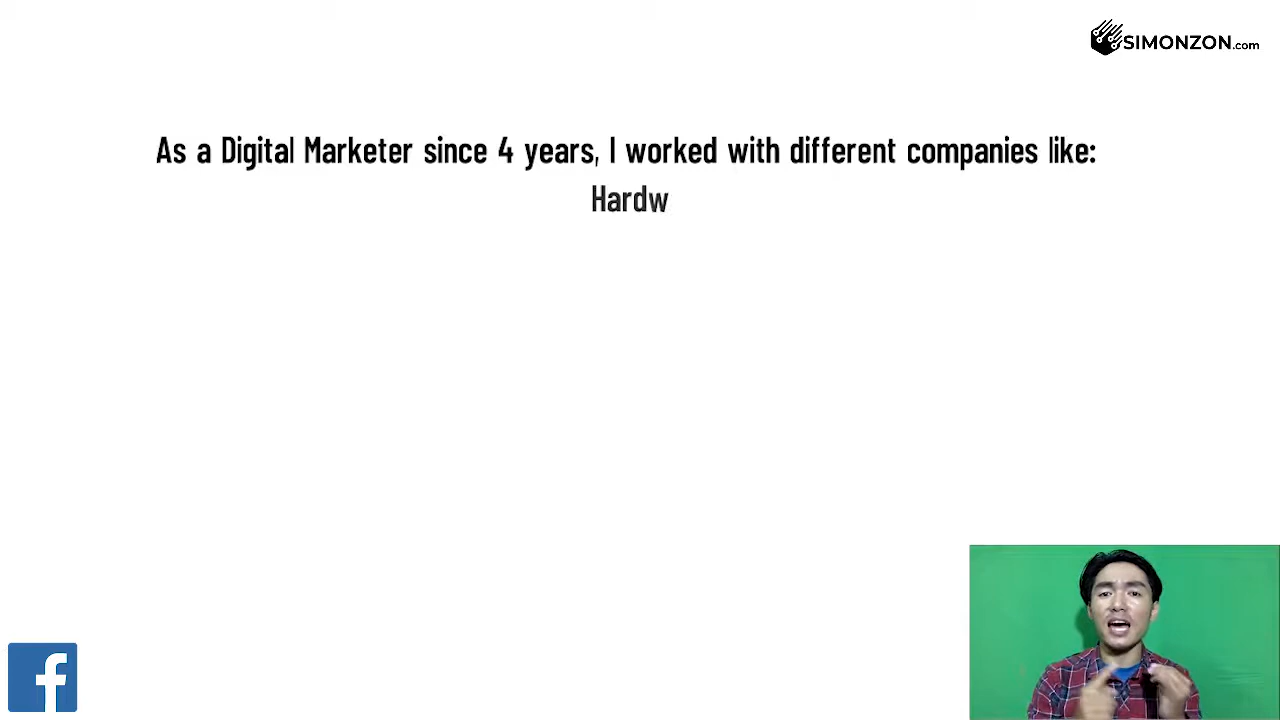 SIMONZON.com
As a Digital Marketer since 4 years, I worked with different companies like:
Hardw